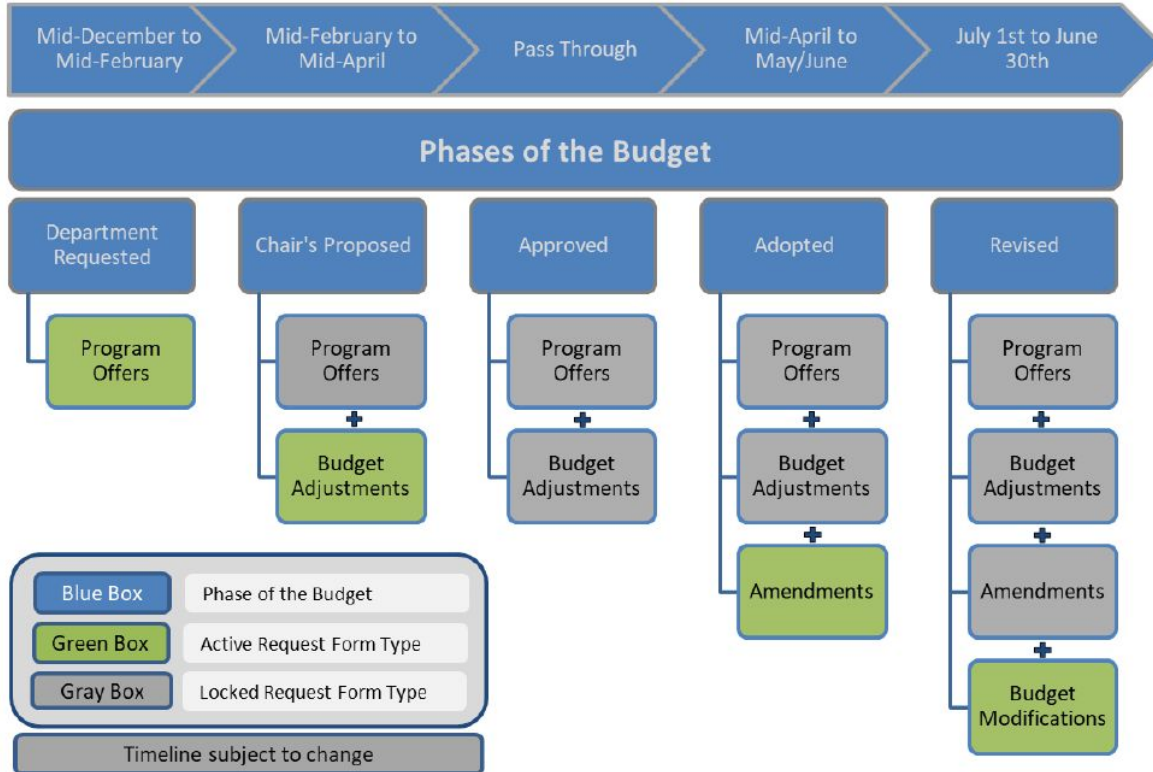 Mid-December to
Mid-February
Mid-February to
Mid-April
Pass Through
Mid-April to
May/June
July 1st to June
30th
Phases of the Budget
Department
Requested
Chair's Proposed
Approved
Adopted
Revised
Program
Offers
Program
Offers
Program
Offers
Program
Offers
Program
Offers
Budget
Adjustments
Budget
Adjustments
Budget
Adjustments
Budget
Adjustments
Amendments
Amendments
Budget
Modifications
Blue Box
Phase of the Budget
Green Box
Active Request Form Type
Gray Box
Locked Request Form Type
Timeline subject to change